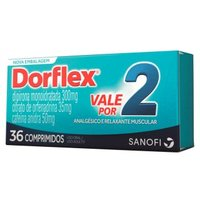 NOVA EMBALAGEM
Dorflex®
dipirona monoidratada 300mg
citrato de orfenadrina 35mg
cafeína anidra 50mg
VALE
POR
2
ANALGÉSICO E RELAXANTE MUSCULAR
36 COMPRIMIDOS
SANOFI